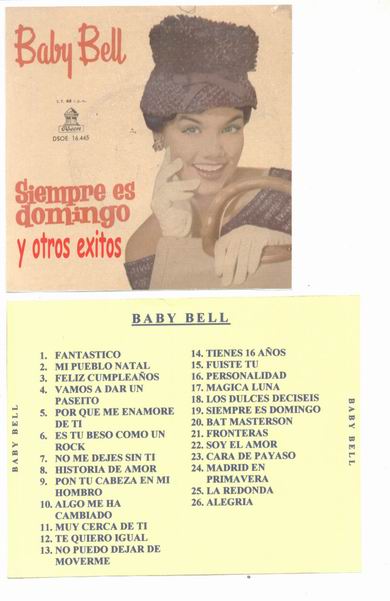 Baby Bell
s.f. 45 r.p.m.
Odeon
DSOE 16.445
Siempre es
domingo
y otros exitos
BABY BELL
1. FANTASTICO
2. MI PUEBLO NATAL
3. FELIZ CUMPLEAÑOS
4. VAMOS A DAR UN
PASEITO
5. POR QUE ME ENAMORE
DE TI
6. ES TU BESO COMO UN
ROCK
7. NO ME DEJES SIN TI
8. HISTORIA DE AMOR
9. PON TU CABEZA EN MI
HOMBRO
10. ALGO ME HA
CAMBIADO
11. MUY CERCA DE TI
12. TE QUIERO IGUAL
13. NO PUEDO DEJAR DE
MOVERME
14. TIENES 16 AÑOS
15. FUISTE TU
16. PERSONALIDAD
17. MAGICA LUNA
18. LOS DULCES DECISEIS
19. SIEMPRE ES DOMINGO
20. BAT MASTERSON
21. FRONTERAS
22. SOY EL AMOR
23. CARA DE PAYASO
24. MADRID EN
PRIMAVERA
25. LA REDONDA
26. ALEGRIA
BABY BELL
BABY BELL